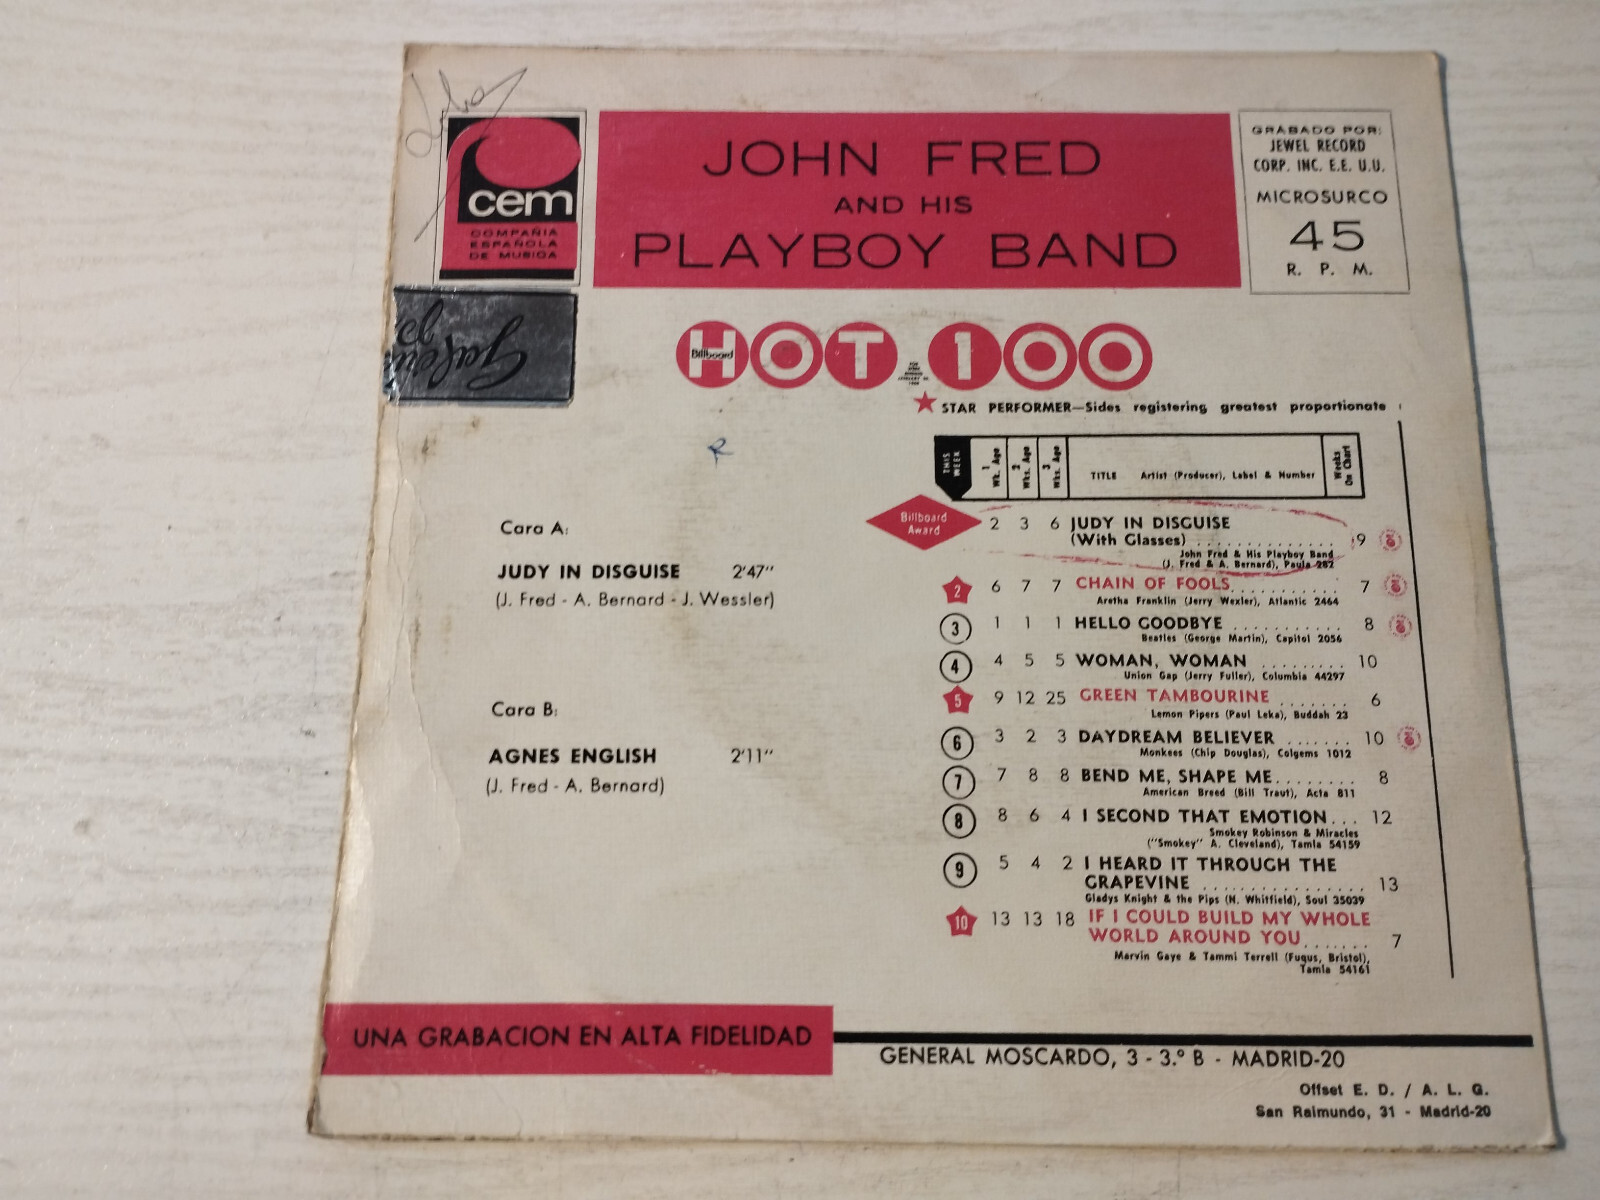 cem
COMPAÑIA
ESPAÑOLA
DE MUSICA
JOHN FRED
AND HIS
PLAYBOY BAND
GRABADO POR:
JEWEL RECORD
CORP. INC. E.E. U.U.
MICROSURCO
45
R. P. M.
HOT 100
Billboard
STAR PERFORMER—Sides registering greatest proportionate
R
THIS WEEK
1 Wk. Ago
2 Wks. Ago
3 Wks. Ago
TITLE Artist (Producer), Label & Number
Weeks On Chart
Cara A:
JUDY IN DISGUISE 2'47''
(J. Fred - A. Bernard - J. Wessler)
Cara B:
AGNES ENGLISH 2'11''
(J. Fred - A. Bernard)
Billboard
Award
2 3 6 JUDY IN DISGUISE
(With Glasses) .............. 9
John Fred & His Playboy Band
(J. Fred & A. Bernard), Paula 282
2 6 7 7 CHAIN OF FOOLS........... 7
Aretha Franklin (Jerry Wexler), Atlantic 2464
3 1 1 1 HELLO GOODBYE ........... 8
Beatles (George Martin), Capitol 2056
4 4 5 5 WOMAN, WOMAN ......... 10
Union Gap (Jerry Fuller), Columbia 44297
5 9 12 25 GREEN TAMBOURINE ....... 6
Lemon Pipers (Paul Leka), Buddah 23
6 3 2 3 DAYDREAM BELIEVER ....... 10
Monkees (Chip Douglas), Colgems 1012
7 7 8 8 BEND ME, SHAPE ME........ 8
American Breed (Bill Traut), Acta 811
8 8 6 4 I SECOND THAT EMOTION... 12
Smokey Robinson & Miracles
("Smokey" A. Cleveland), Tamla 54159
9 5 4 2 I HEARD IT THROUGH THE
GRAPEVINE ................ 13
Gladys Knight & the Pips (N. Whitfield), Soul 35039
10 13 13 18 IF I COULD BUILD MY WHOLE
WORLD AROUND YOU....... 7
Marvin Gaye & Tammi Terrell (Fuqus, Bristol),
Tamla 54161
UNA GRABACION EN ALTA FIDELIDAD
GENERAL MOSCARDO, 3 - 3.º B - MADRID-20
Offset E. D. / A. L. G.
San Raimundo, 31 - Madrid-20